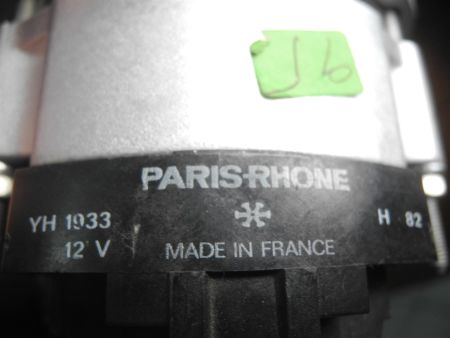 PARIS-RHONE
YH 1933
H 82
12 V
MADE IN FRANCE